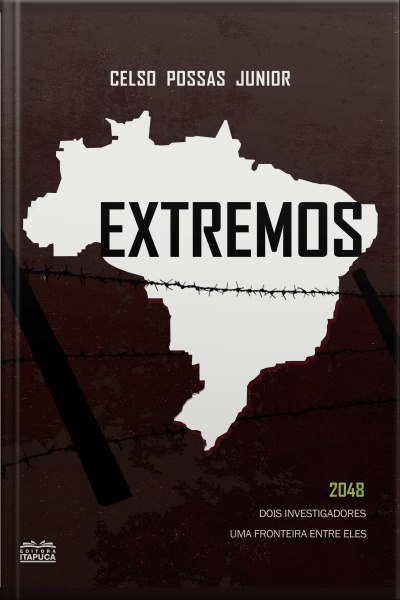 CELSO POSSAS JUNIOR
EXTREMOS
2048
DOIS INVESTIGADORES
UMA FRONTEIRA ENTRE ELES
EDITORA
ITAPUCA